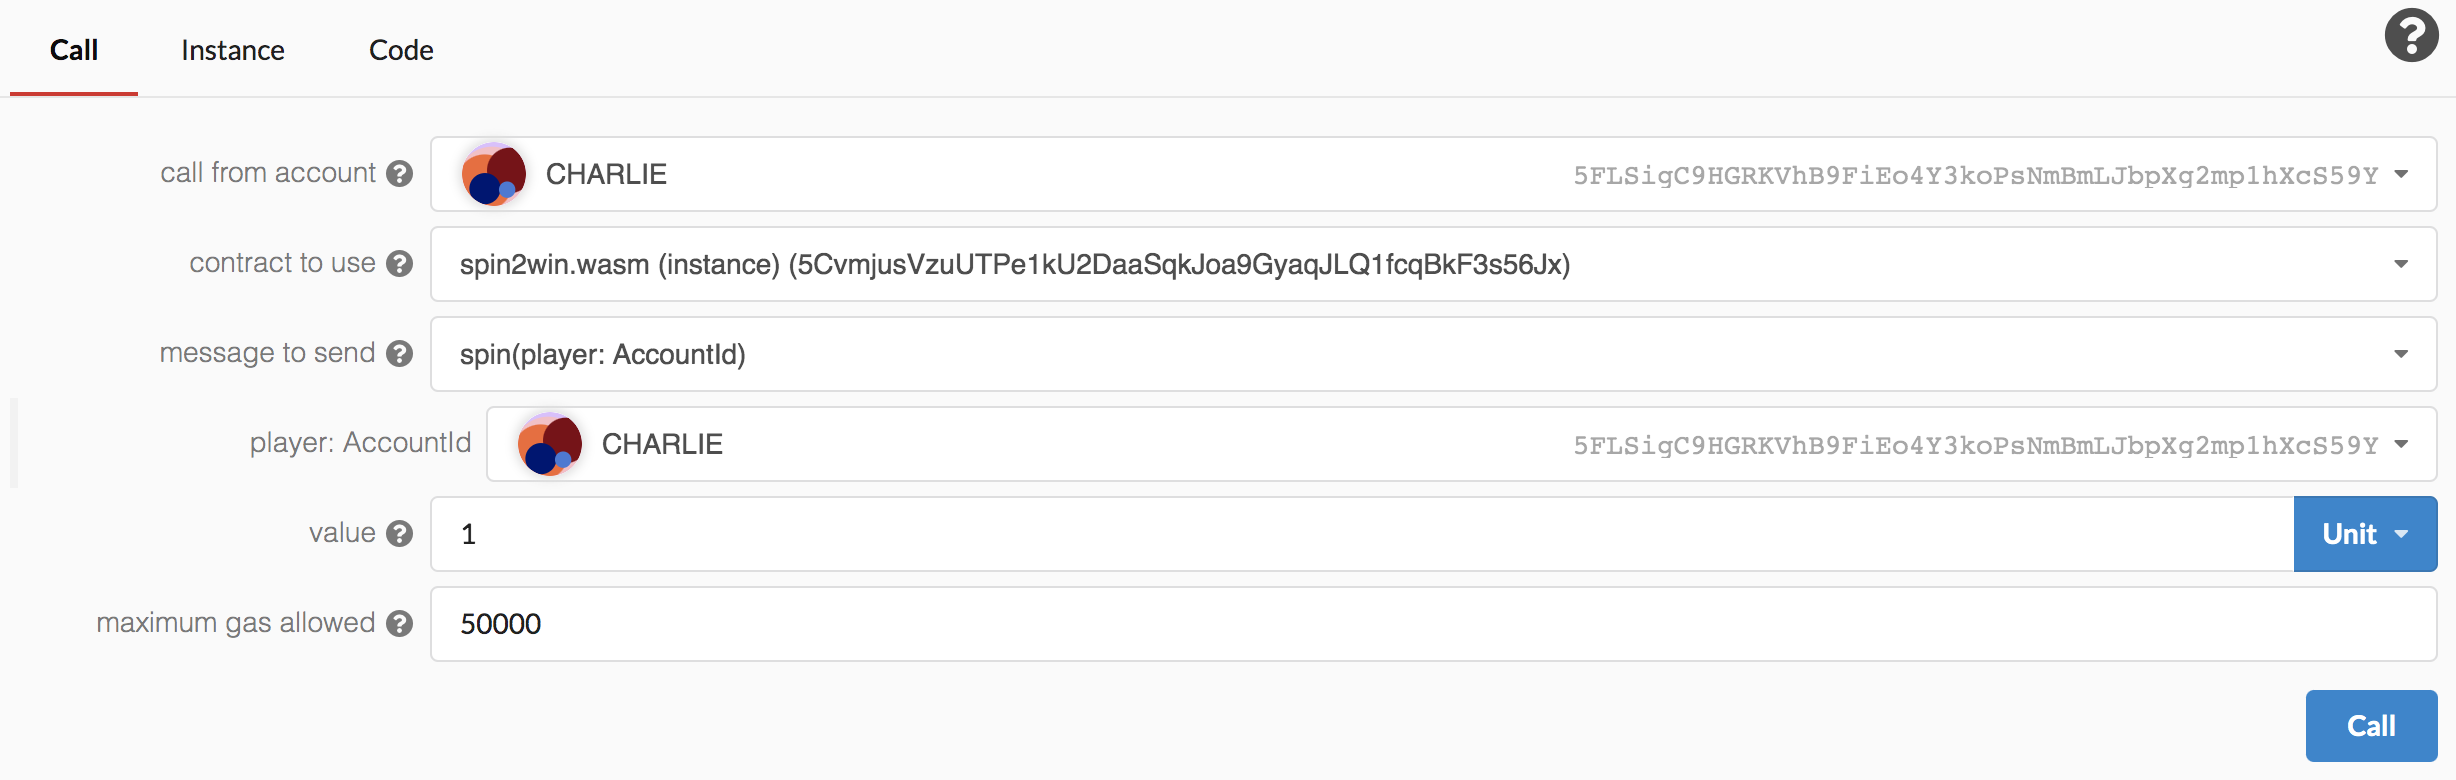 Call Instance Code ?
call from account ? CHARLIE 5FLSigC9HGRKVhB9FiEo4Y3koPsNmBmLJbpXg2mp1hXcS59Y
contract to use ? spin2win.wasm (instance) (5CvmjusVzuUTPe1kU2DaaSqkJoa9GyaqJLQ1fcqBkF3s56Jx)
message to send ? spin(player: AccountId)
player: AccountId CHARLIE 5FLSigC9HGRKVhB9FiEo4Y3koPsNmBmLJbpXg2mp1hXcS59Y
value ? 1 Unit
maximum gas allowed ? 50000
Call